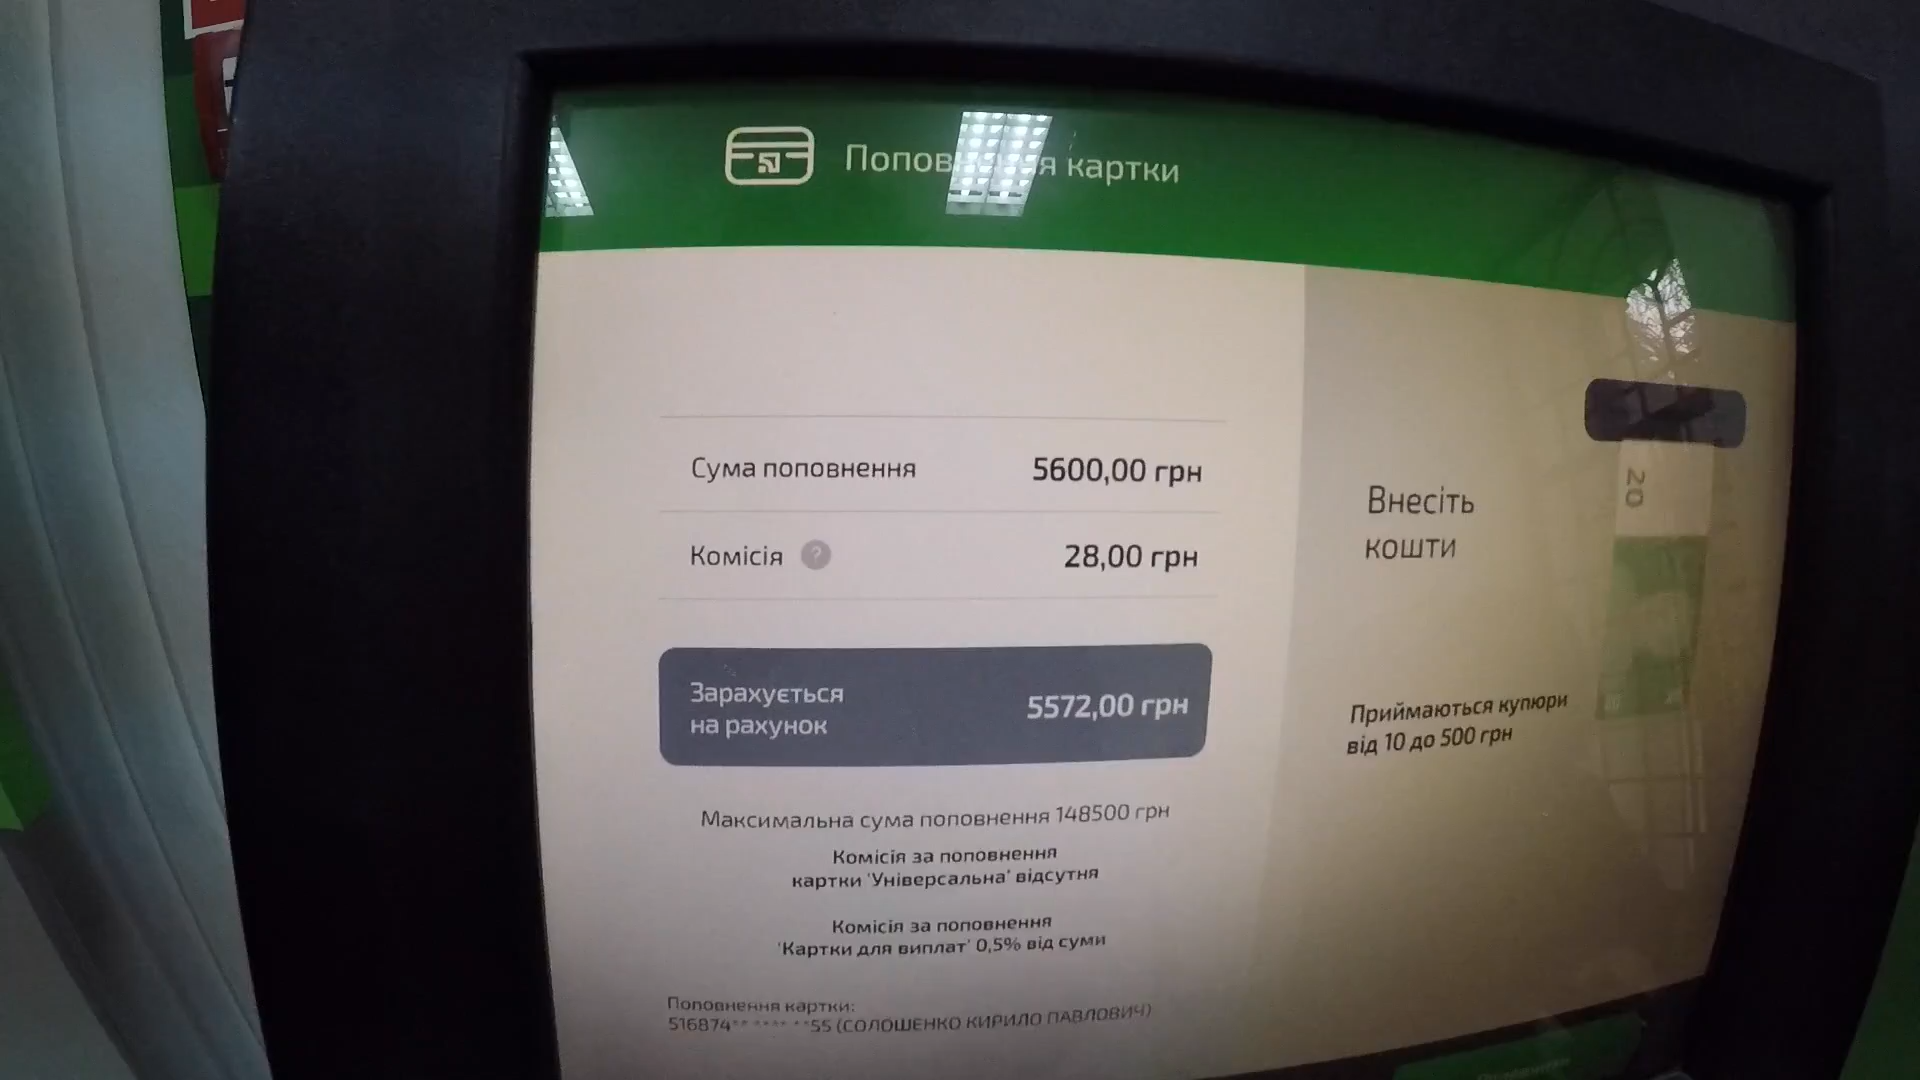 Поповнення картки
Сума поповнення 5600,00 грн
Комісія ? 28,00 грн
Зарахується
на рахунок 5572,00 грн
Максимальна сума поповнення 148500 грн
Комісія за поповнення
картки 'Універсальна' відсутня
Комісія за поповнення
'Картки для виплат' 0,5% від суми
Поповнення картки:
516874** **** **55 (СОЛОШЕНКО КИРИЛО ПАВЛОВИЧ)
Внесіть
кошти
20
Приймаються купюри
від 10 до 500 грн